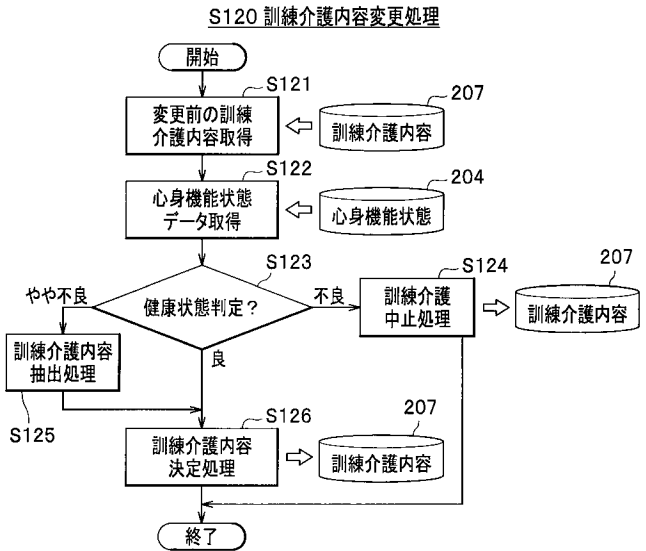 S120 訓練介護内容変更処理
開始
S121
変更前の訓練
介護内容取得
207
訓練介護内容
S122
心身機能状態
データ取得
204
心身機能状態
S123
健康状態判定?
やや不良
不良
良
S124
訓練介護
中止処理
207
訓練介護内容
訓練介護内容
抽出処理
S125
S126
訓練介護内容
決定処理
207
訓練介護内容
終了